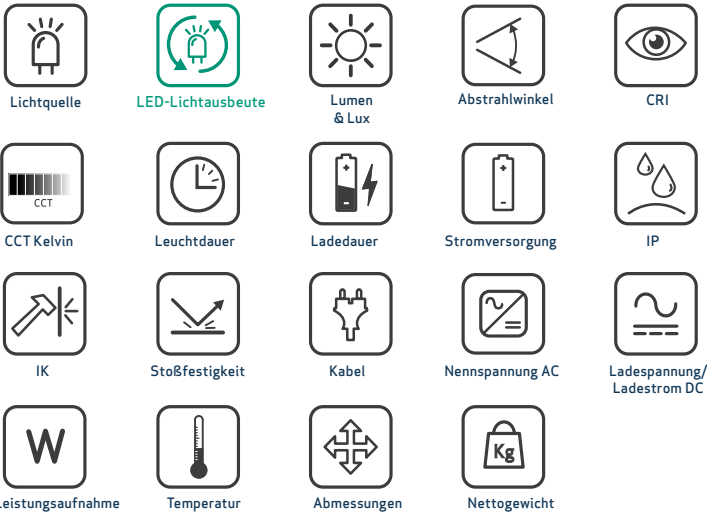 Lichtquelle
LED-Lichtausbeute
Lumen
& Lux
Abstrahlwinkel
CRI
CCT
CCT Kelvin
Leuchtdauer
Ladedauer
Stromversorgung
IP
IK
Stoßfestigkeit
Kabel
Nennspannung AC
Ladespannung/
Ladestrom DC
W
Leistungsaufnahme
Temperatur
Abmessungen
Kg
Nettogewicht